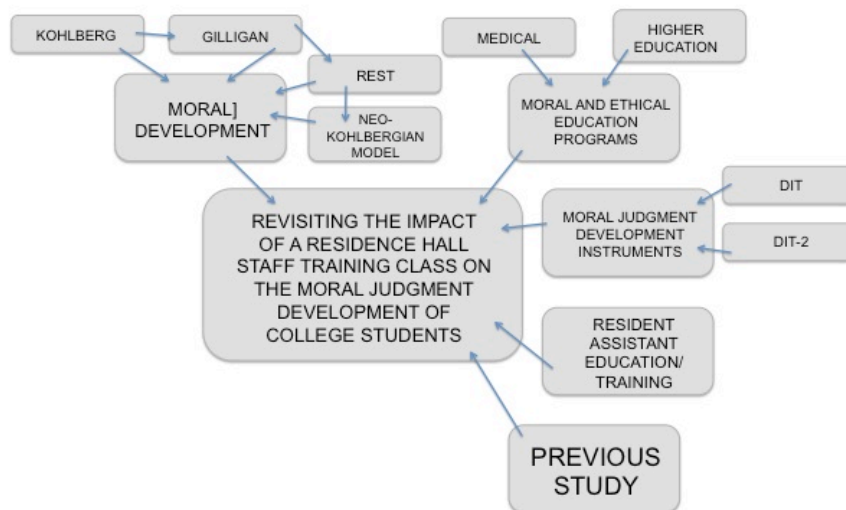 KOHLBERG
GILLIGAN
REST
MORAL]
DEVELOPMENT
NEO-
KOHLBERGIAN
MODEL
MEDICAL
HIGHER
EDUCATION
MORAL AND ETHICAL
EDUCATION
PROGRAMS
REVISITING THE IMPACT
OF A RESIDENCE HALL
STAFF TRAINING CLASS ON
THE MORAL JUDGMENT
DEVELOPMENT OF
COLLEGE STUDENTS
MORAL JUDGMENT
DEVELOPMENT
INSTRUMENTS
DIT
DIT-2
RESIDENT
ASSISTANT
EDUCATION/
TRAINING
PREVIOUS
STUDY